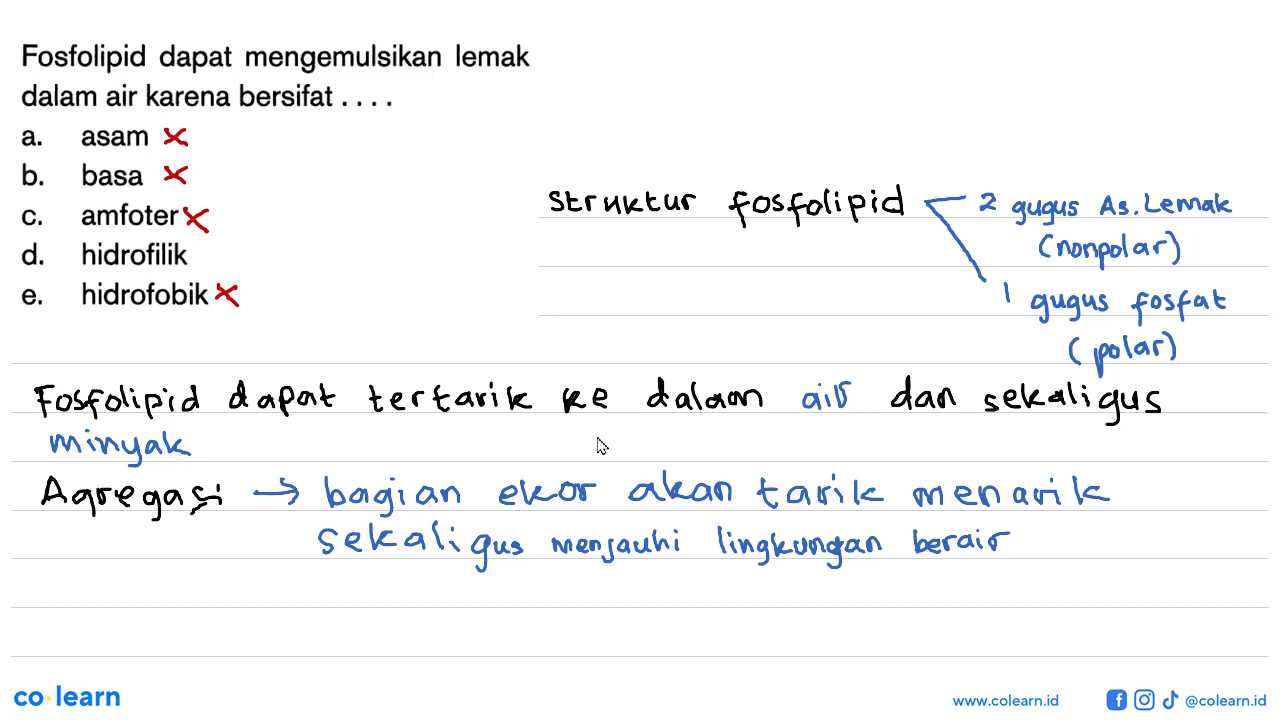 Fosfolipid dapat mengemulsikan lemak
dalam air karena bersifat . . . .
a. asam ×
b. basa ×
c. amfoter ×
d. hidrofilik
e. hidrofobik ×
Struktur fosfolipid
2 gugus As. Lemak
(nonpolar)
1 gugus fosfat
(polar)
Fosfolipid dapat tertarik ke dalam air dan sekaligus
minyak
Agregasi → bagian ekor akan tarik menarik
sekaligus menjauhi lingkungan berair
co learn
www.colearn.id @colearn.id